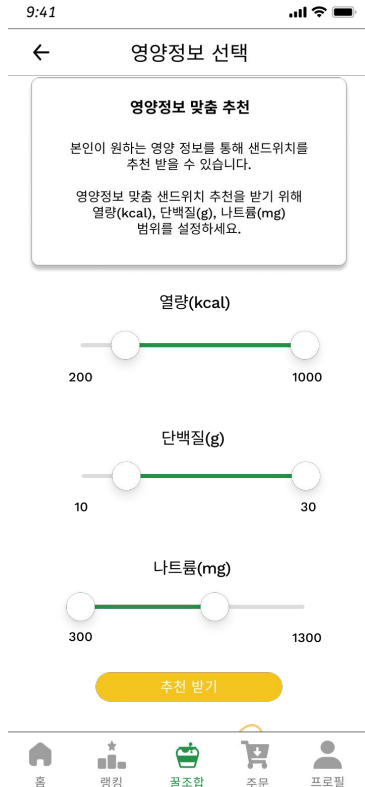 9:41
영양정보 선택
영양정보 맞춤 추천
본인이 원하는 영양 정보를 통해 샌드위치를
추천 받을 수 있습니다.
영양정보 맞춤 샌드위치 추천을 받기 위해
열량(kcal), 단백질(g), 나트륨(mg)
범위를 설정하세요.
열량(kcal)
200 1000
단백질(g)
10 30
나트륨(mg)
300 1300
추천 받기
홈 랭킹 꿀조합 주문 프로필